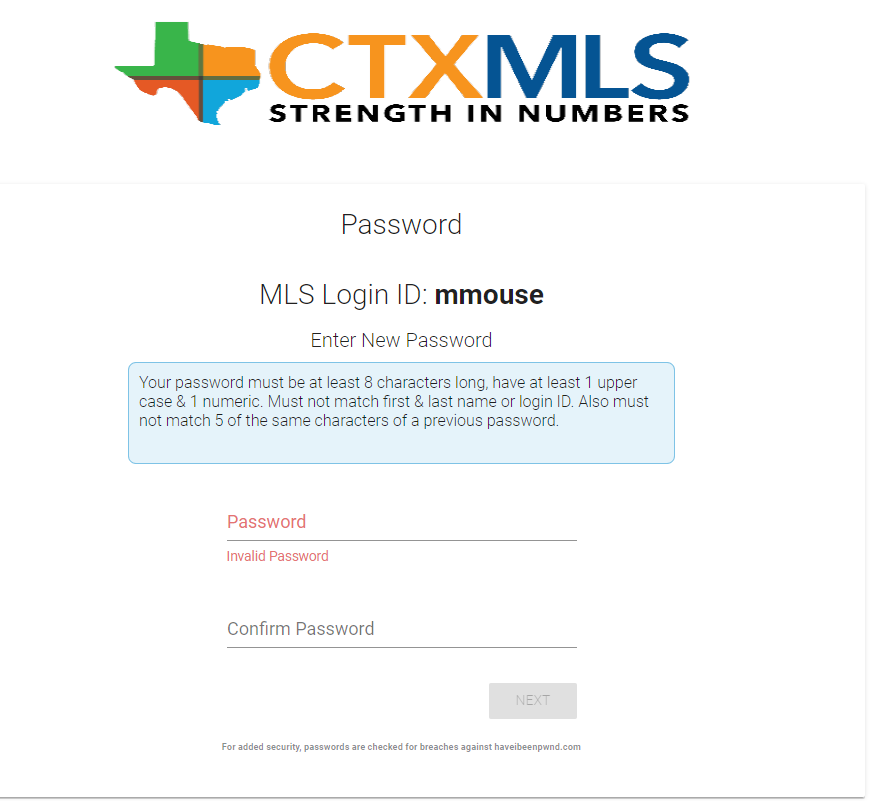 CTXMLS
STRENGTH IN NUMBERS
Password
MLS Login ID: mmouse
Enter New Password
Your password must be at least 8 characters long, have at least 1 upper
case & 1 numeric. Must not match first & last name or login ID. Also must
not match 5 of the same characters of a previous password.
Password
Invalid Password
Confirm Password
NEXT
For added security, passwords are checked for breaches against haveibeenpwnd.com